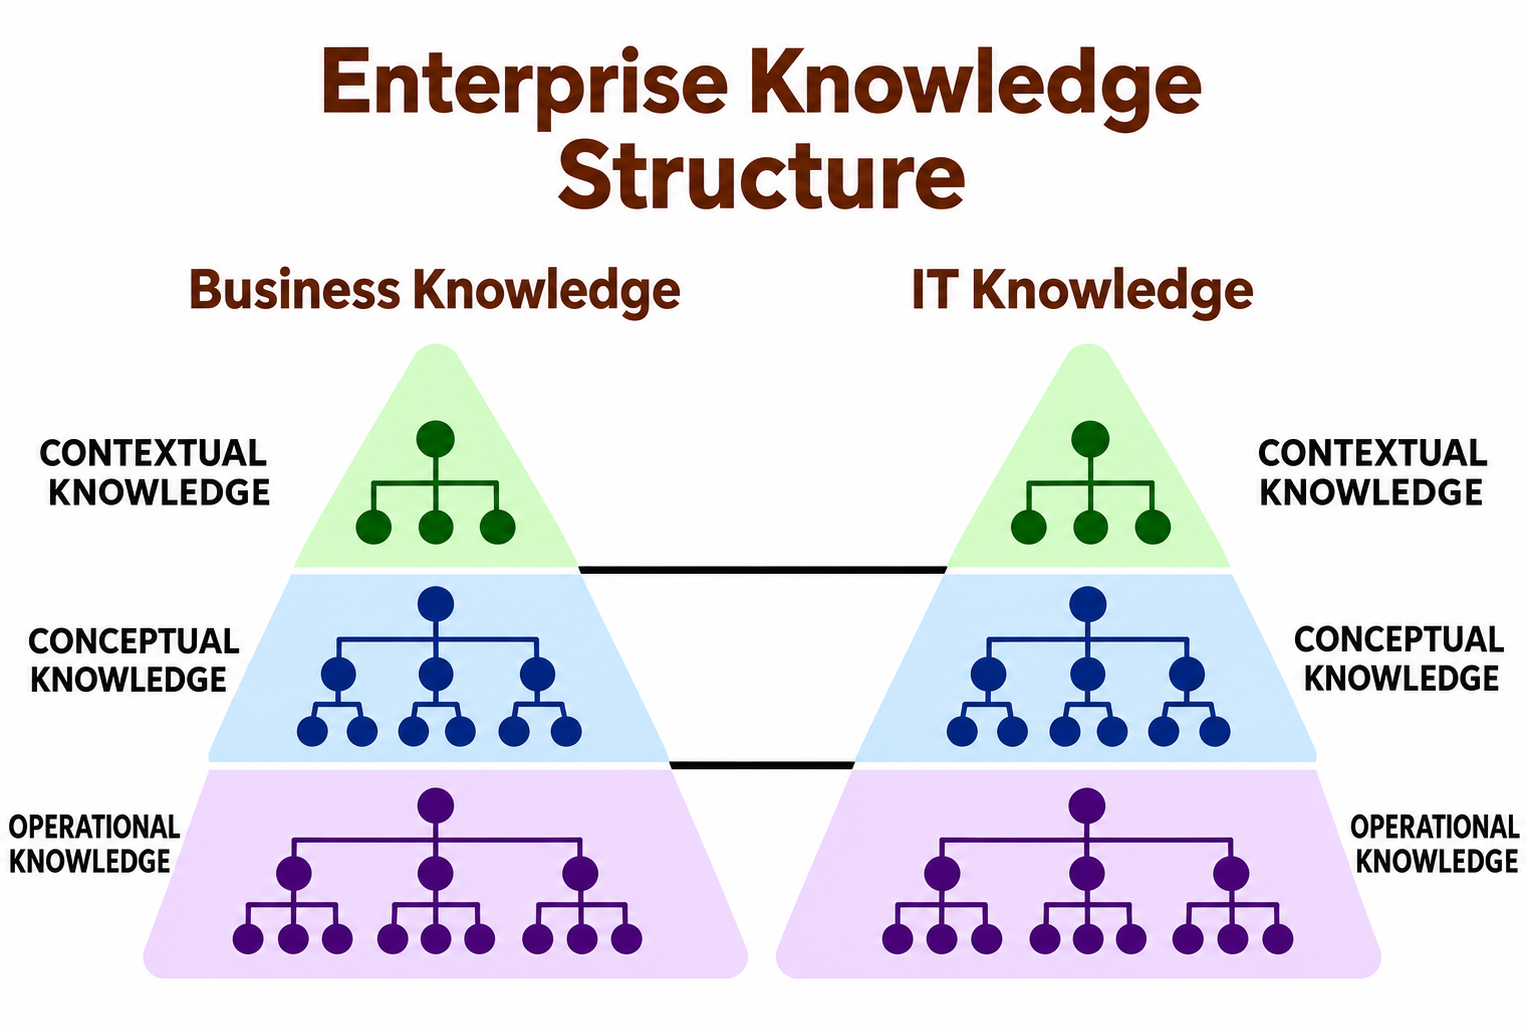 Enterprise Knowledge
Structure
Business Knowledge
IT Knowledge
CONTEXTUAL
KNOWLEDGE
CONTEXTUAL
KNOWLEDGE
CONCEPTUAL
KNOWLEDGE
CONCEPTUAL
KNOWLEDGE
OPERATIONAL
KNOWLEDGE
OPERATIONAL
KNOWLEDGE